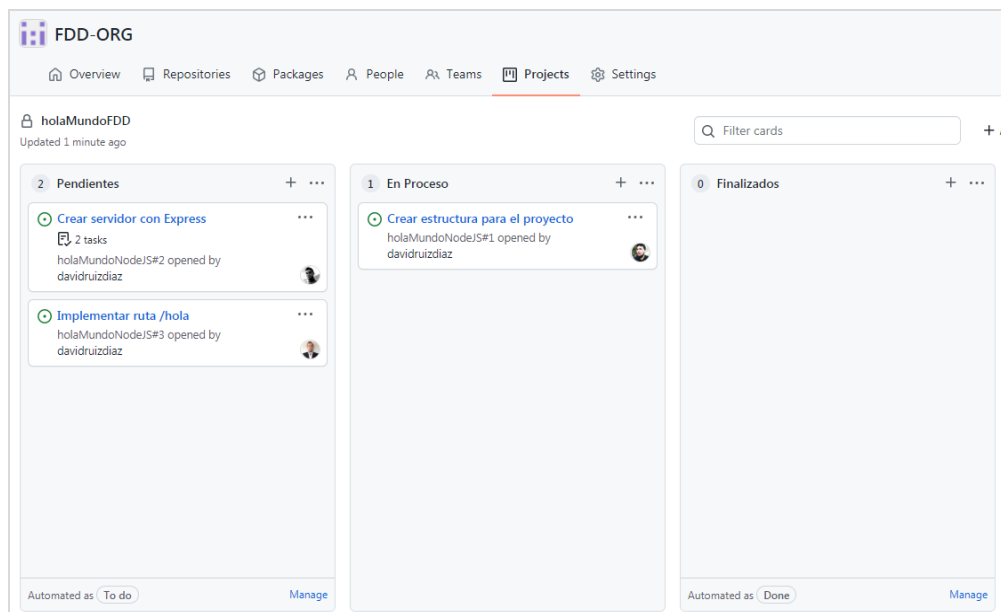 FDD-ORG
Overview Repositories Packages People Teams Projects Settings
holaMundoFDD
Updated 1 minute ago
Filter cards
2 Pendientes
Crear servidor con Express
2 tasks
holaMundoNodeJS#2 opened by
davidruizdiaz
Implementar ruta /hola
holaMundoNodeJS#3 opened by
davidruizdiaz
Automated as To do Manage
1 En Proceso
Crear estructura para el proyecto
holaMundoNodeJS#1 opened by
davidruizdiaz
0 Finalizados
Automated as Done Manage